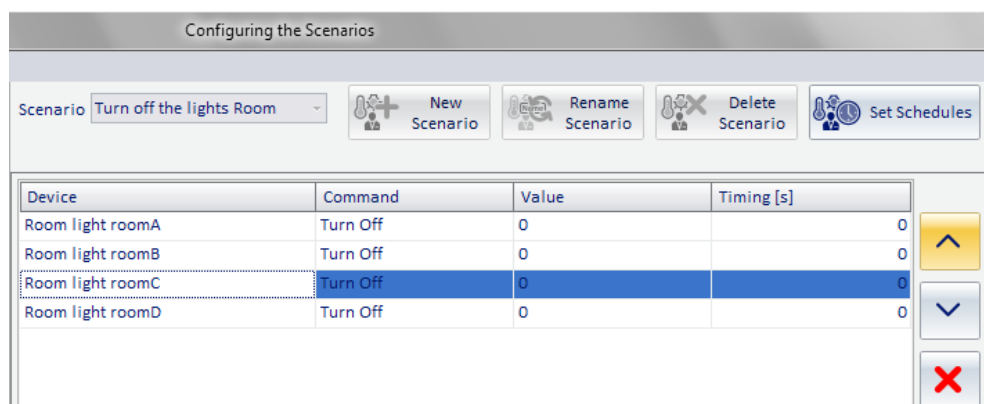 Configuring the Scenarios
Scenario Turn off the lights Room New Scenario Rename Scenario Delete Scenario Set Schedules
Device Command Value Timing [s]
Room light roomA Turn Off 0 0
Room light roomB Turn Off 0 0
Room light roomC Turn Off 0 0
Room light roomD Turn Off 0 0